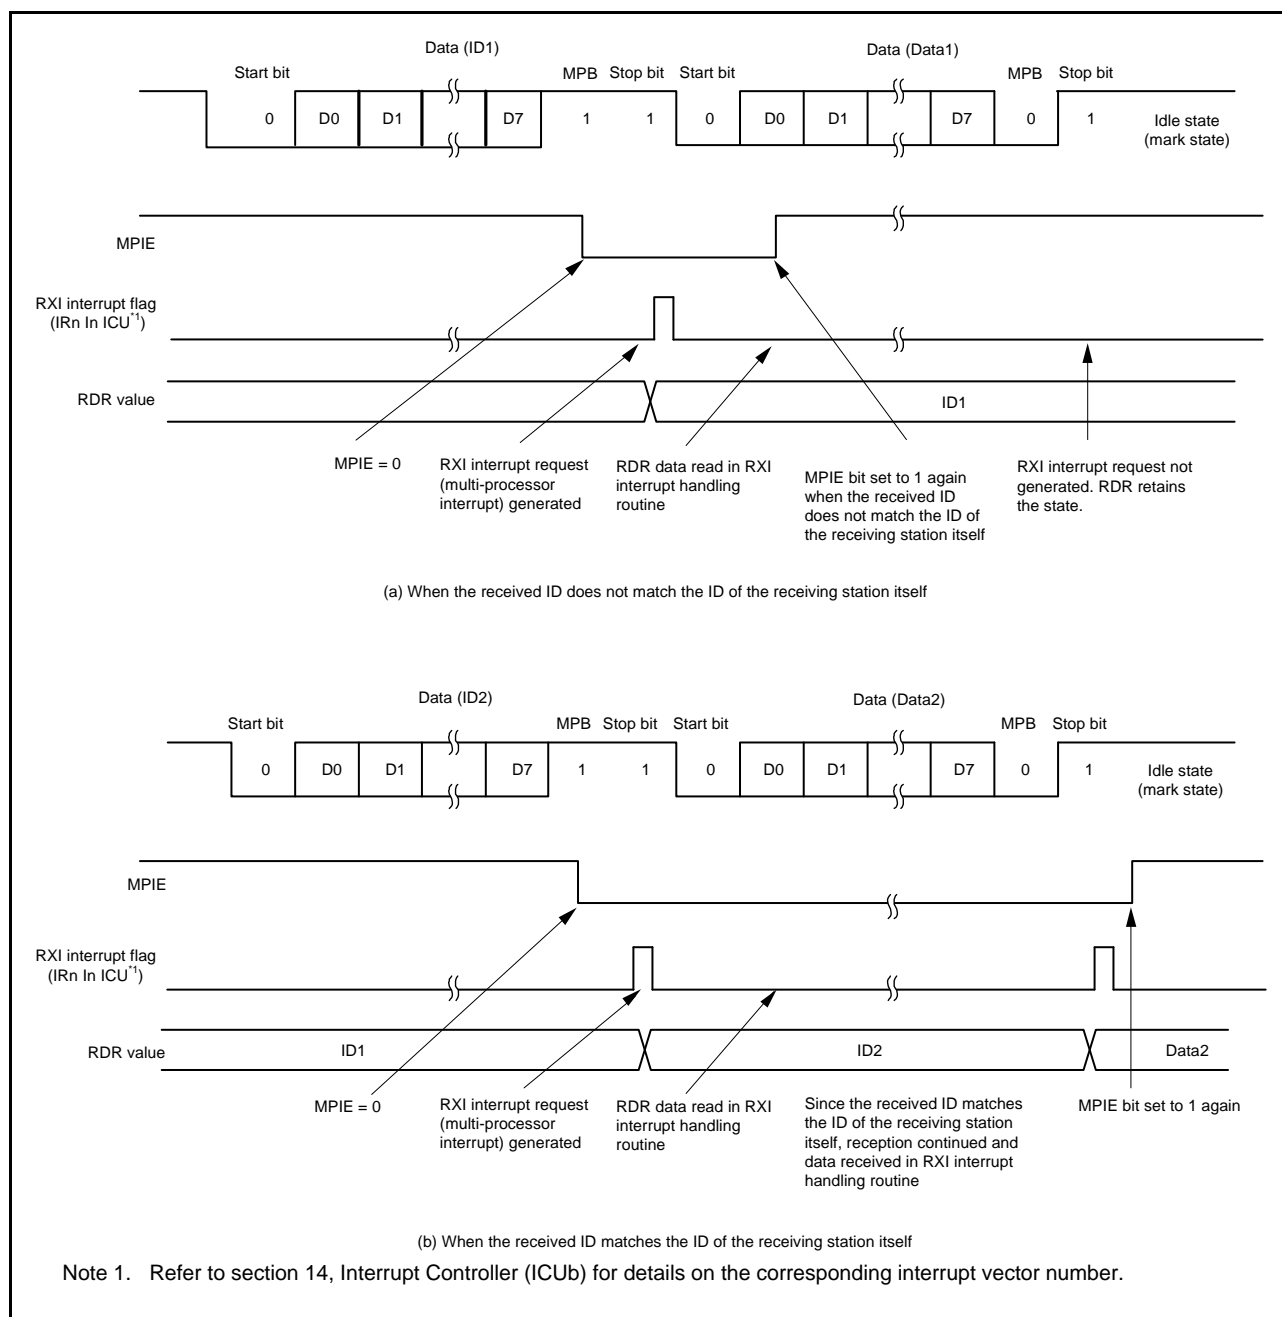 Data (ID1) Data (Data1)
Start bit MPB Stop bit Start bit MPB Stop bit
0 D0 D1 D7 1 1 0 D0 D1 D7 0 1 Idle state
(mark state)
MPIE
RXI interrupt flag
(IRn In ICU*1)
RDR value ID1
MPIE = 0
RXI interrupt request
(multi-processor
interrupt) generated
RDR data read in RXI
interrupt handling
routine
MPIE bit set to 1 again
when the received ID
does not match the ID of
the receiving station itself
RXI interrupt request not
generated. RDR retains
the state.
(a) When the received ID does not match the ID of the receiving station itself
Data (ID2) Data (Data2)
Start bit MPB Stop bit Start bit MPB Stop bit
0 D0 D1 D7 1 1 0 D0 D1 D7 0 1 Idle state
(mark state)
MPIE
RXI interrupt flag
(IRn In ICU*1)
RDR value ID1 ID2 Data2
MPIE = 0
RXI interrupt request
(multi-processor
interrupt) generated
RDR data read in RXI
interrupt handling
routine
Since the received ID matches
the ID of the receiving station
itself, reception continued and
data received in RXI interrupt
handling routine
MPIE bit set to 1 again
(b) When the received ID matches the ID of the receiving station itself
Note 1. Refer to section 14, Interrupt Controller (ICUb) for details on the corresponding interrupt vector number.